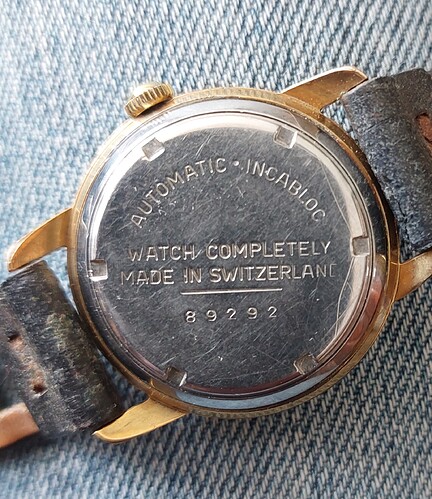 AUTOMATIC · INCABLOC
WATCH COMPLETELY
MADE IN SWITZERLAND
89292